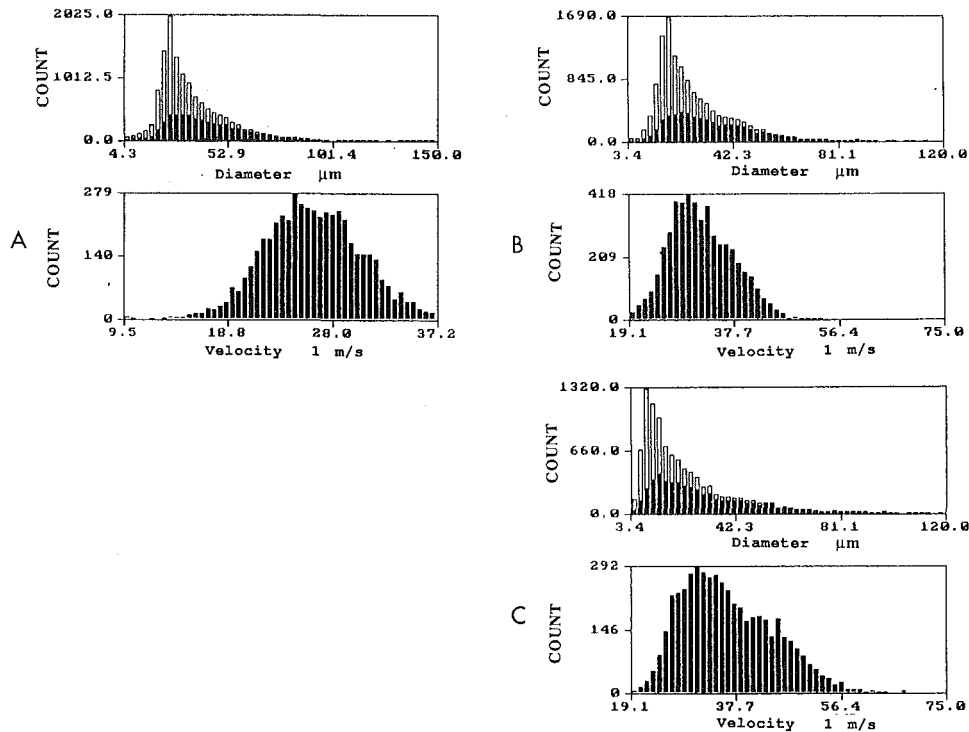 A
2025.0
COUNT
1012.5
0.0
4.3 52.9 101.4 150.0
Diameter µm
279
COUNT
140
0
9.5 18.8 28.0 37.2
Velocity 1 m/s
B
1690.0
COUNT
845.0
0.0
3.4 42.3 81.1 120.0
Diameter µm
418
COUNT
209
0
19.1 37.7 56.4 75.0
Velocity 1 m/s
C
1320.0
COUNT
660.0
0.0
3.4 42.3 81.1 120.0
Diameter µm
292
COUNT
146
0
19.1 37.7 56.4 75.0
Velocity 1 m/s